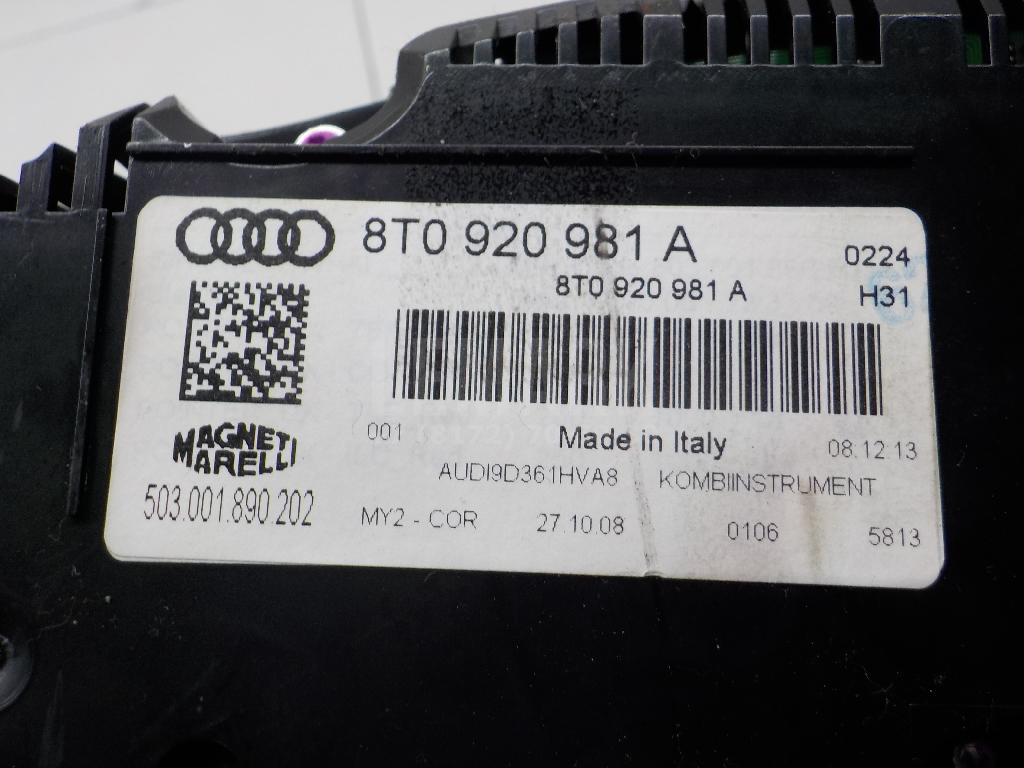 8T0 920 981 A
0224
8T0 920 981 A
H31
001
Made in Italy
08.12.13
MAGNETI
MARELLI
AUDI9D361HVA8
KOMBIINSTRUMENT
503.001.890.202
MY2 - COR
27.10.08
0106
5813